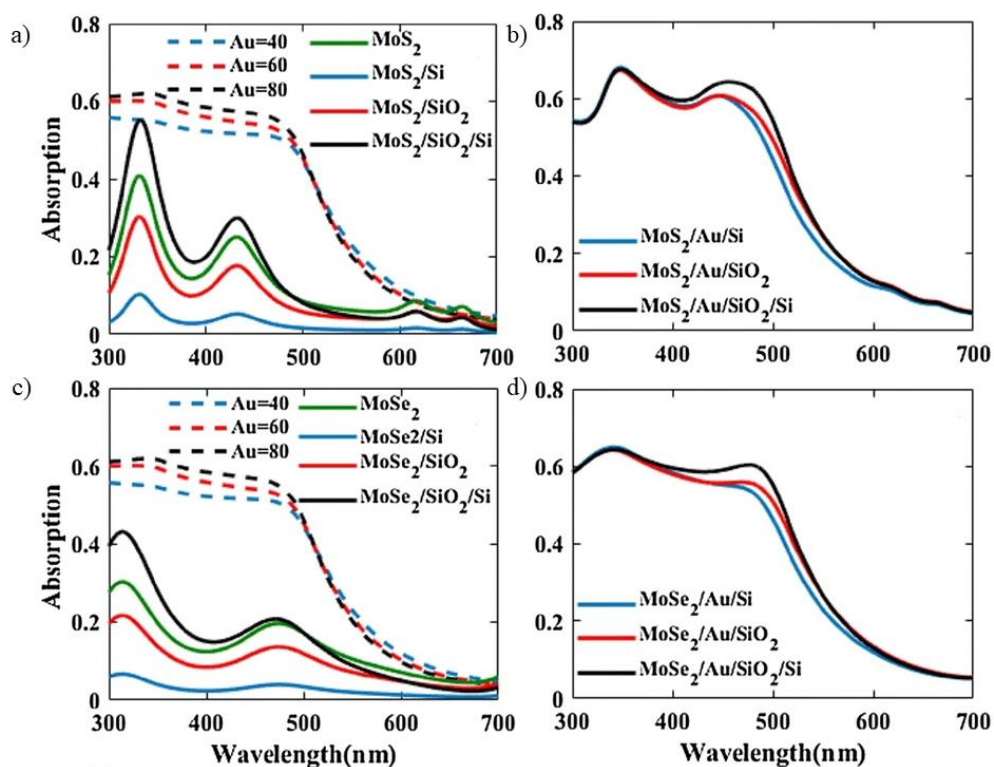 a)
0.8
0.6
0.4
0.2
0
Absorption
Au=40
Au=60
Au=80
MoS2
MoS2/Si
MoS2/SiO2
MoS2/SiO2/Si
300
400
500
600
700
b)
0.8
0.6
0.4
0.2
0
MoS2/Au/Si
MoS2/Au/SiO2
MoS2/Au/SiO2/Si
300
400
500
600
700
c)
0.8
0.6
0.4
0.2
0
Absorption
Au=40
Au=60
Au=80
MoSe2
MoSe2/Si
MoSe2/SiO2
MoSe2/SiO2/Si
300
400
500
600
700
Wavelength(nm)
d)
0.8
0.6
0.4
0.2
0
MoSe2/Au/Si
MoSe2/Au/SiO2
MoSe2/Au/SiO2/Si
300
400
500
600
700
Wavelength(nm)